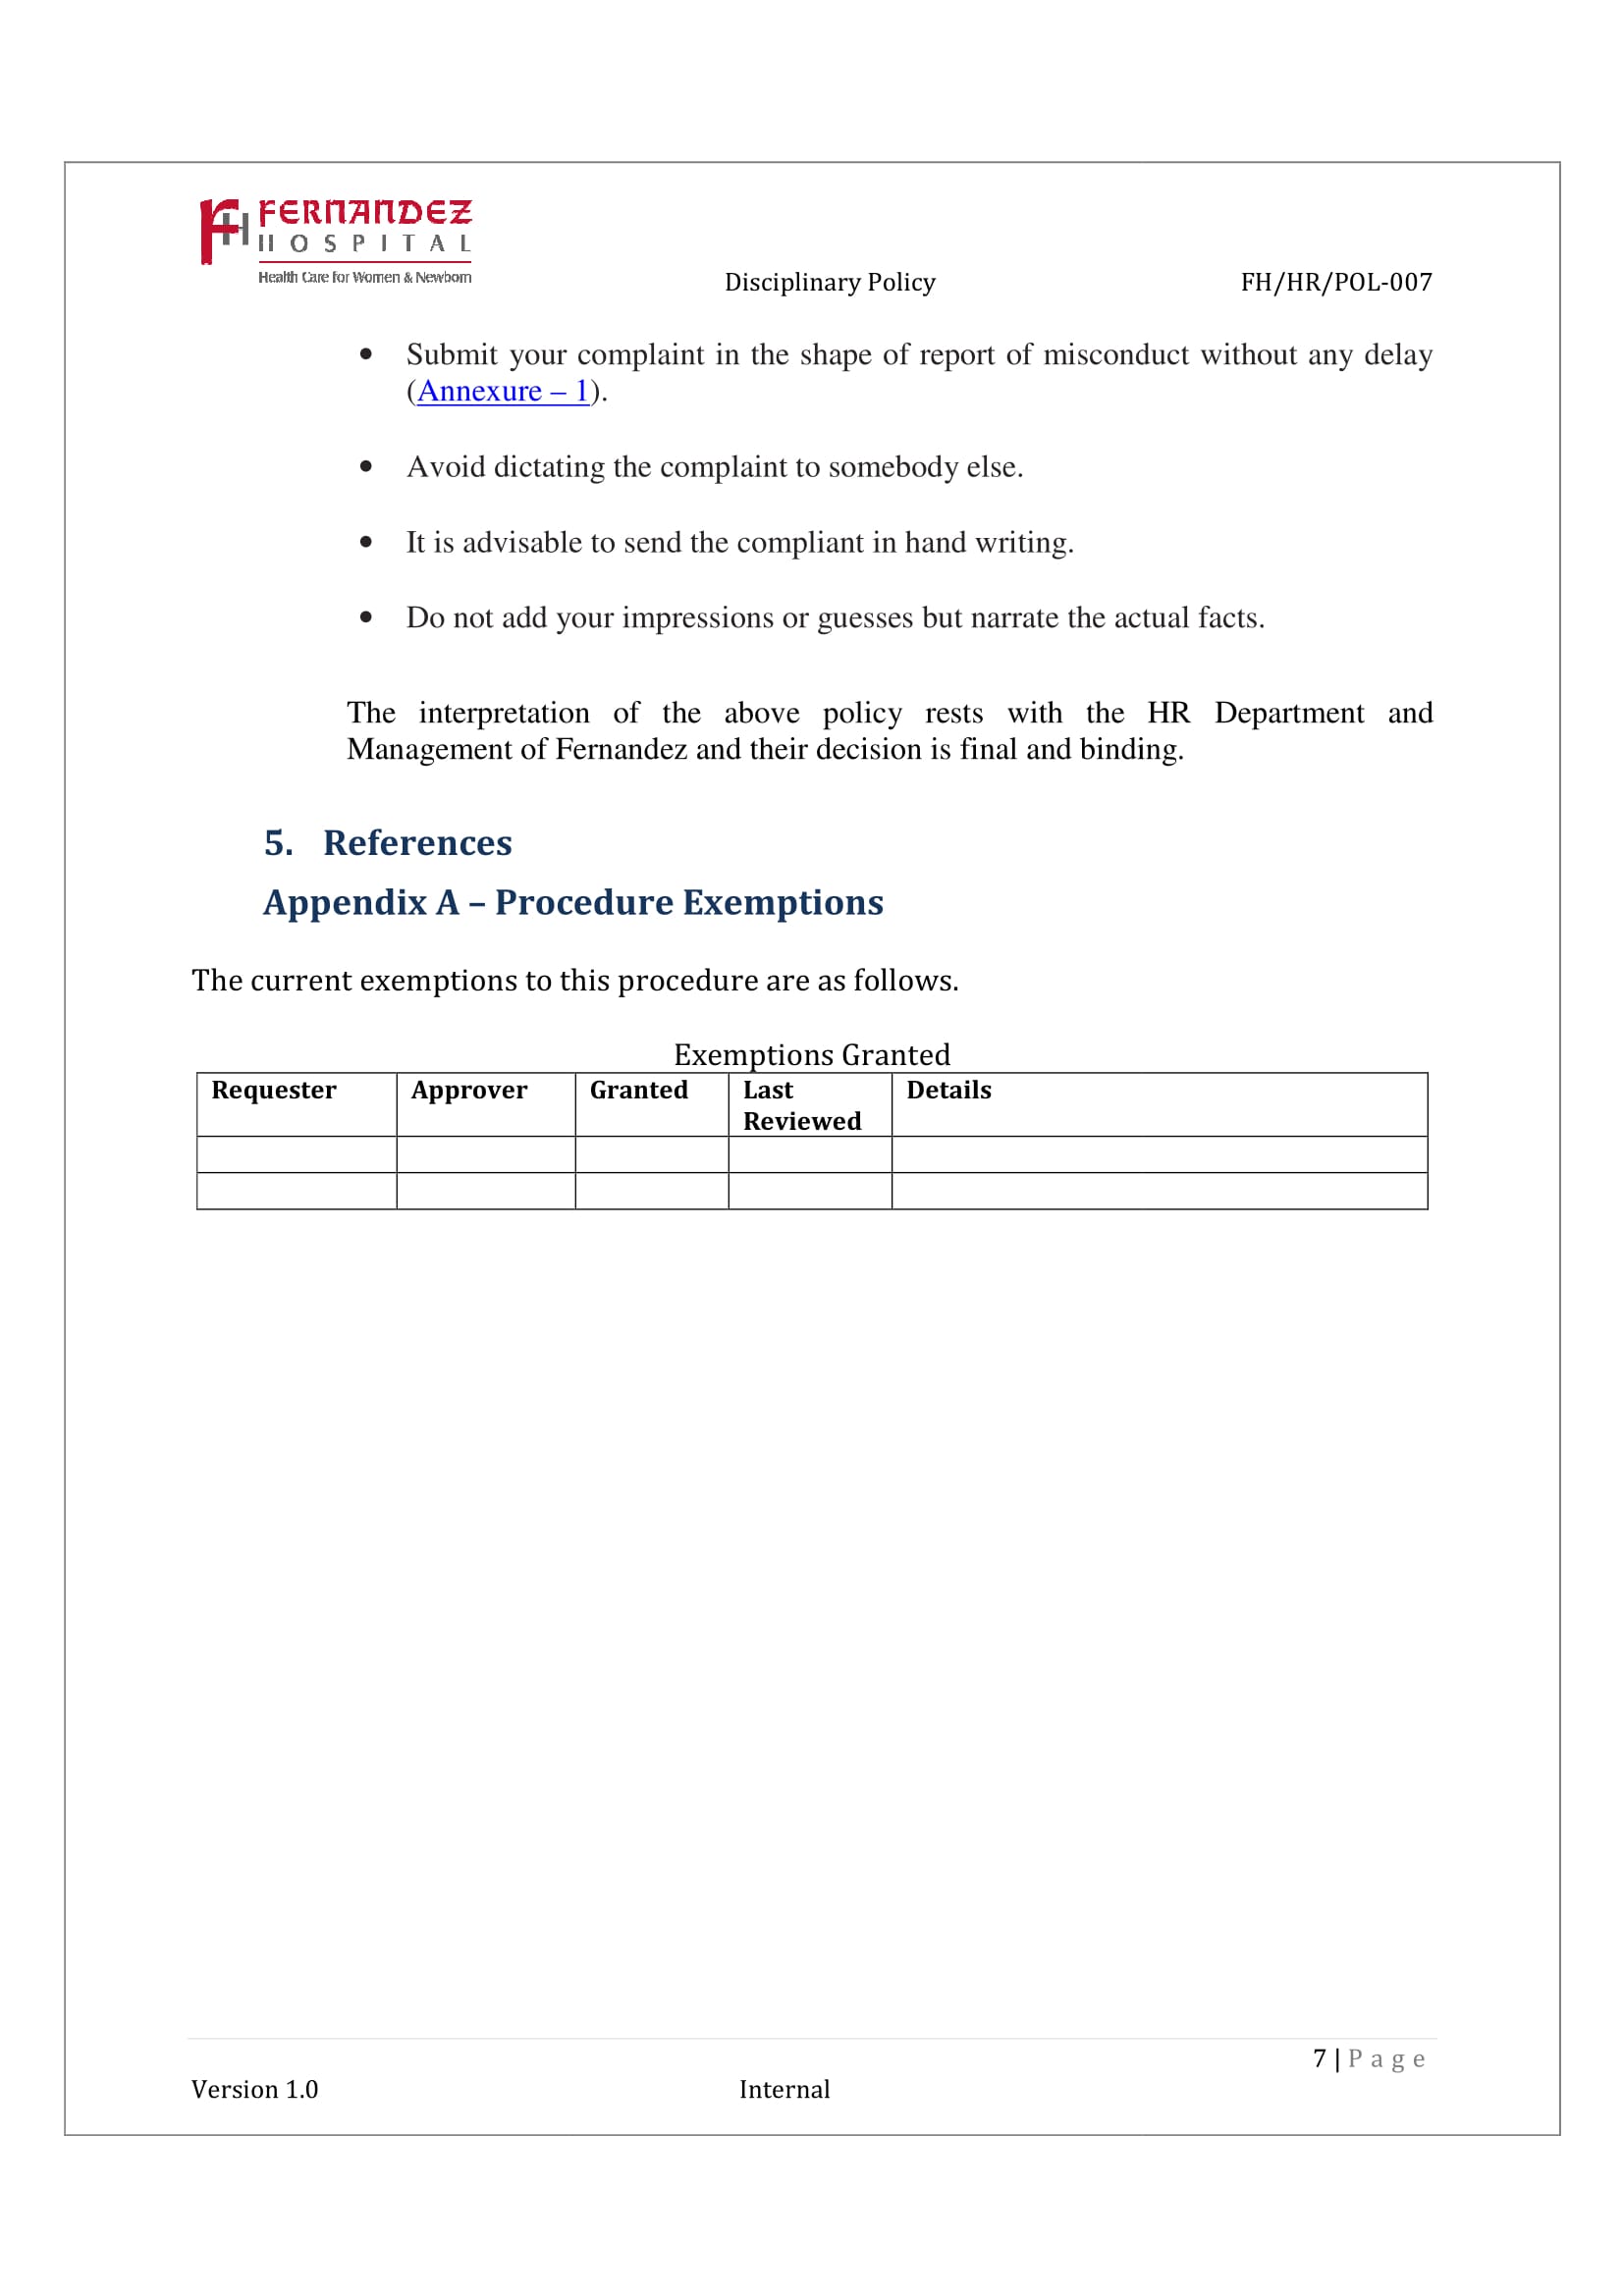 FERNANDEZ
HOSPITAL
Health Care for Women & Newborn
Disciplinary Policy FH/HR/POL-007
• Submit your complaint in the shape of report of misconduct without any delay
(Annexure – 1).
• Avoid dictating the complaint to somebody else.
• It is advisable to send the compliant in hand writing.
• Do not add your impressions or guesses but narrate the actual facts.
The interpretation of the above policy rests with the HR Department and
Management of Fernandez and their decision is final and binding.
5. References
Appendix A – Procedure Exemptions
The current exemptions to this procedure are as follows.
Exemptions Granted
Requester Approver Granted Last Reviewed Details
7 | Page
Version 1.0 Internal